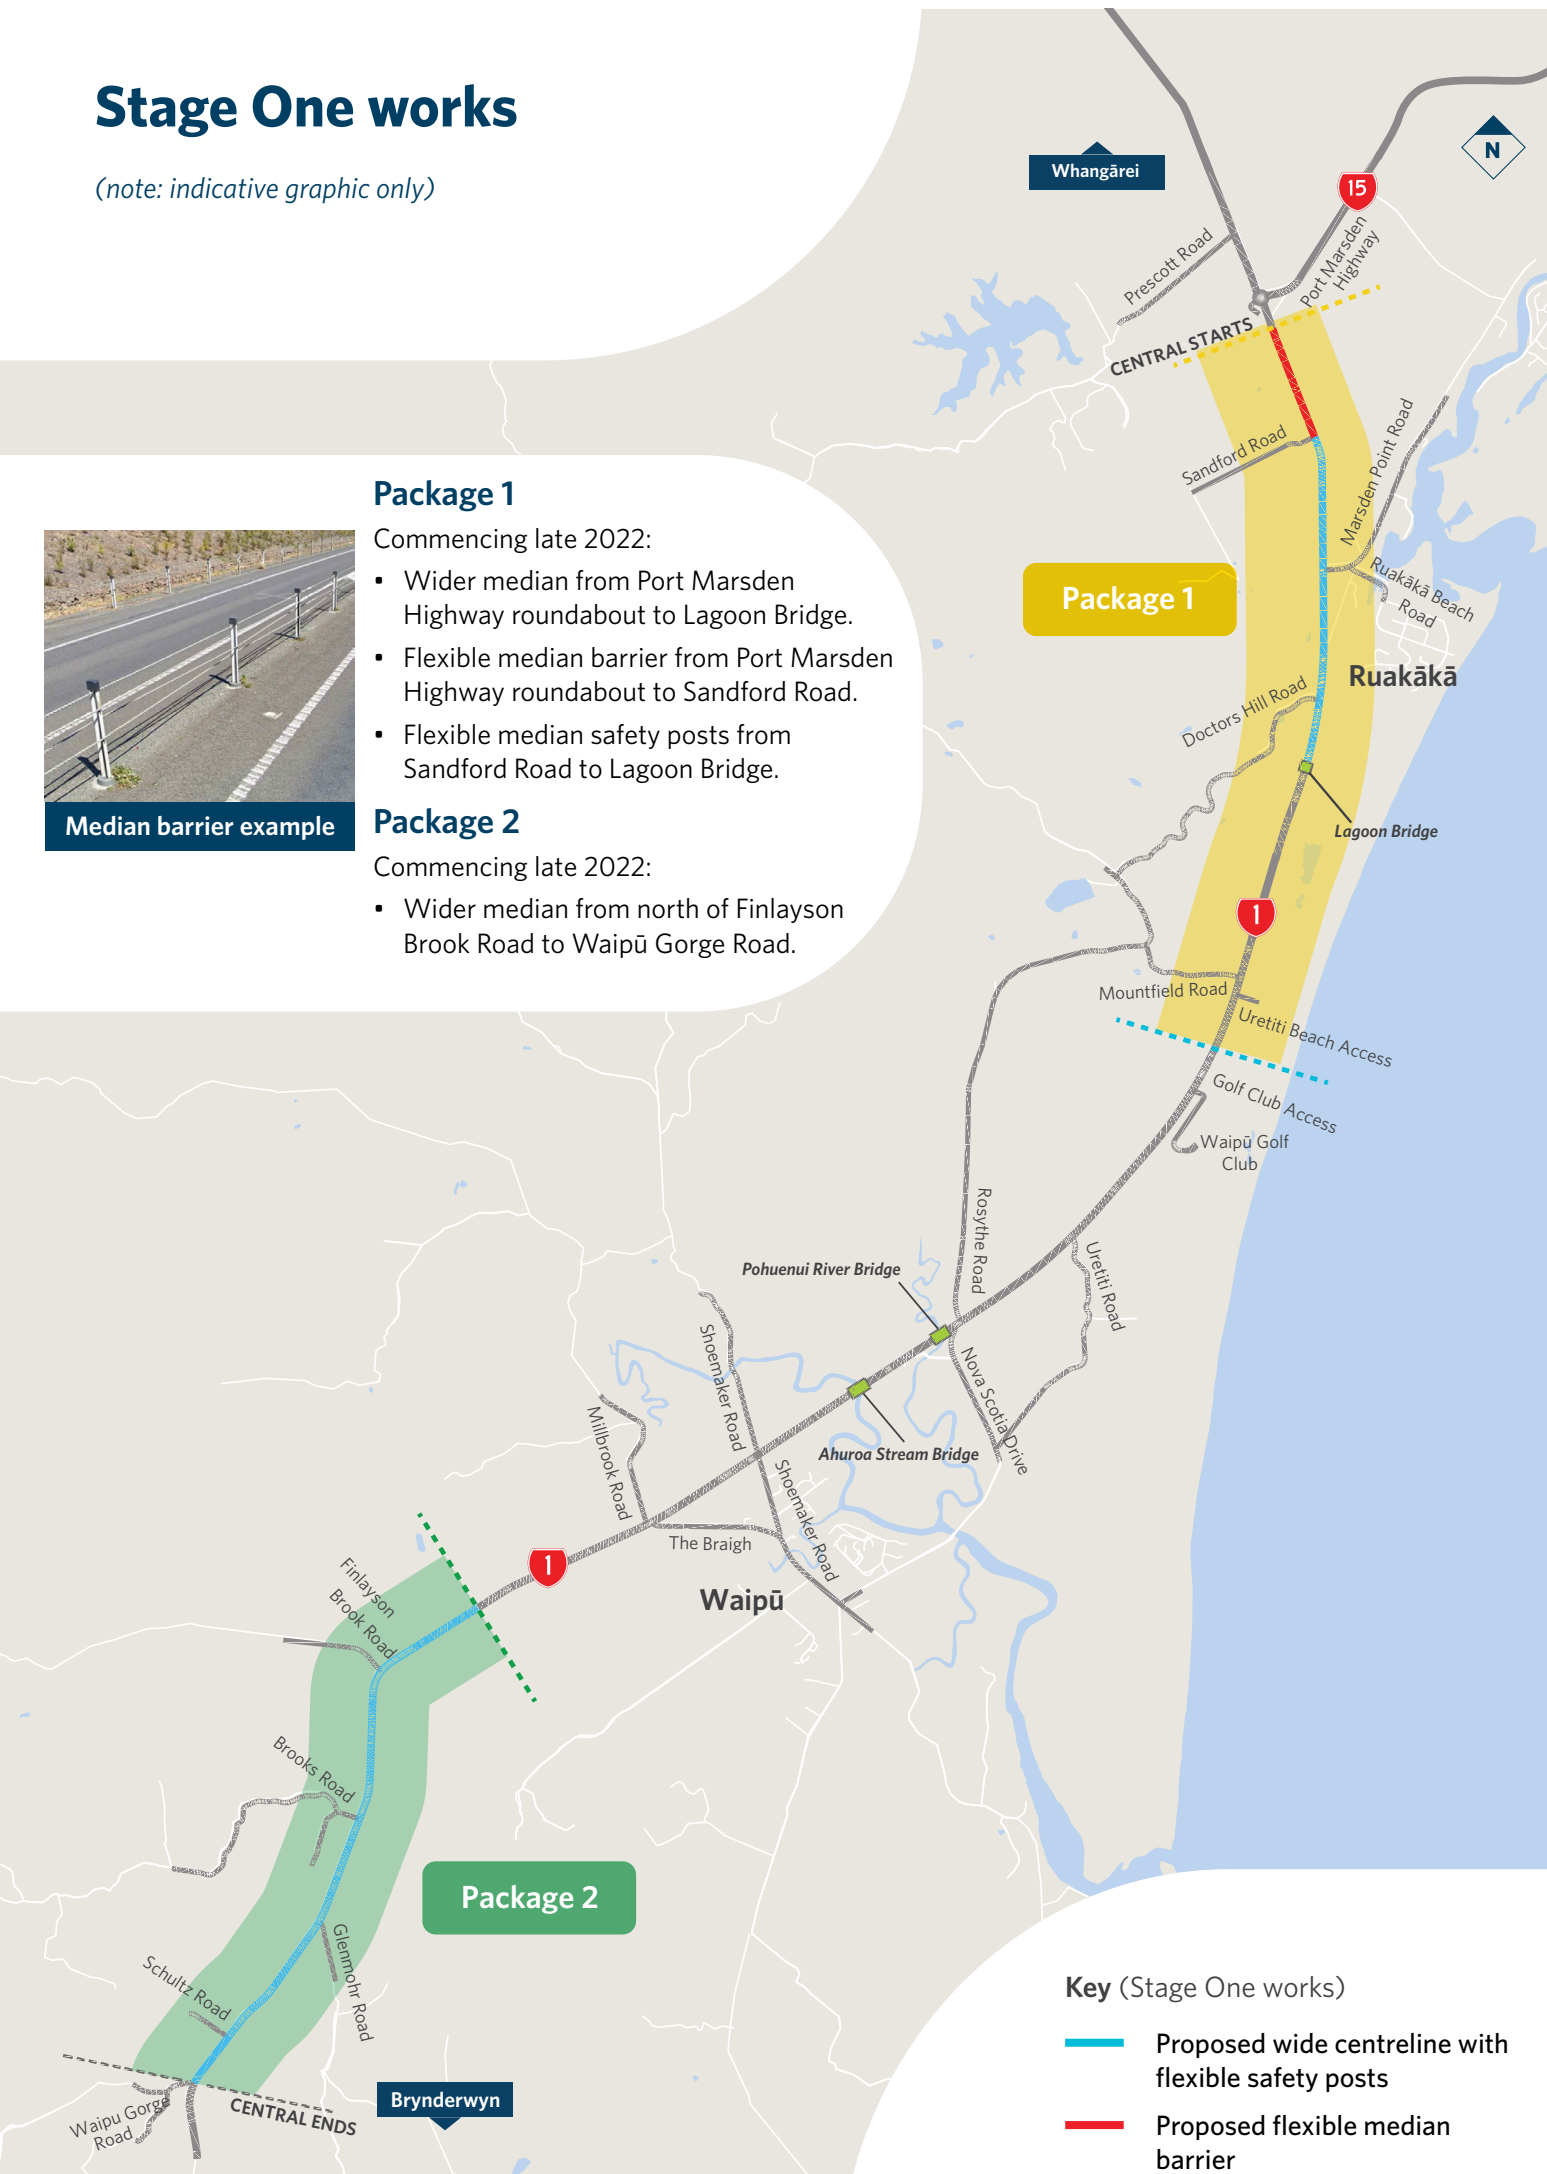 Stage One works
(note: indicative graphic only)
Whangārei
N
15
Port Marsden
Highway
Prescott Road
CENTRAL STARTS
Sandford Road
Marsden Point Road
Ruakākā Beach
Road
Package 1
Ruakākā
Doctors Hill Road
Lagoon Bridge
1
Mountfield Road
Uretiti Beach Access
Golf Club Access
Waipū Golf
Club
Package 1
Commencing late 2022:
• Wider median from Port Marsden
Highway roundabout to Lagoon Bridge.
• Flexible median barrier from Port Marsden
Highway roundabout to Sandford Road.
• Flexible median safety posts from
Sandford Road to Lagoon Bridge.
Package 2
Commencing late 2022:
• Wider median from north of Finlayson
Brook Road to Waipū Gorge Road.
Median barrier example
Rosythe Road
Uretiti Road
Pohuenui River Bridge
Nova Scotia Drive
Shoemaker Road
Millbrook Road
Ahuroa Stream Bridge
Shoemaker Road
The Braigh
1
Waipū
Finlayson
Brook Road
Brooks Road
Package 2
Glenmohr Road
Schultz Road
CENTRAL ENDS
Waipu Gorge
Road
Brynderwyn
Key (Stage One works)
Proposed wide centreline with
flexible safety posts
Proposed flexible median
barrier